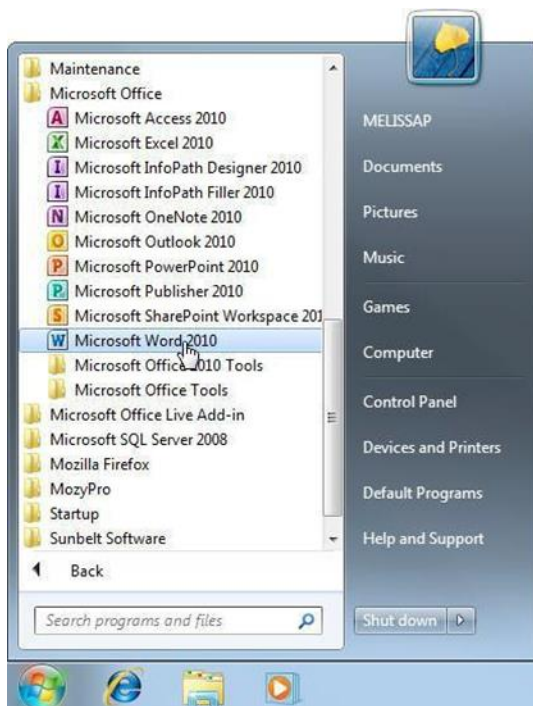 Maintenance
Microsoft Office
Microsoft Access 2010
Microsoft Excel 2010
Microsoft InfoPath Designer 2010
Microsoft InfoPath Filler 2010
Microsoft OneNote 2010
Microsoft Outlook 2010
Microsoft PowerPoint 2010
Microsoft Publisher 2010
Microsoft SharePoint Workspace 201
Microsoft Word 2010
Microsoft Office 2010 Tools
Microsoft Office Tools
Microsoft Office Live Add-in
Microsoft SQL Server 2008
Mozilla Firefox
MozyPro
Startup
Sunbelt Software
Back
Search programs and files
MELISSAP
Documents
Pictures
Music
Games
Computer
Control Panel
Devices and Printers
Default Programs
Help and Support
Shut down